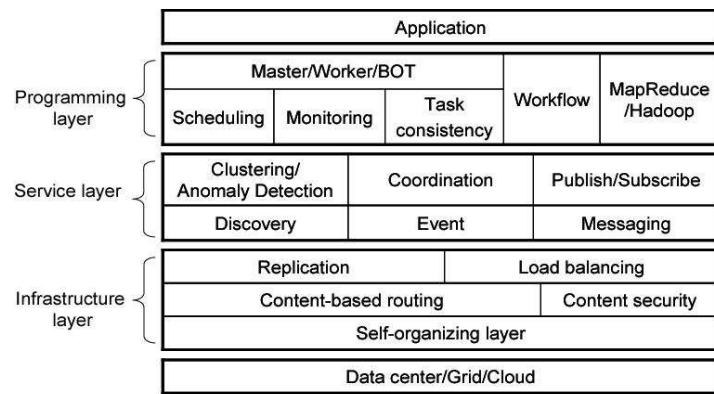 Application
Programming
layer
Master/Worker/BOT
Scheduling
Monitoring
Task
consistency
Workflow
MapReduce
/Hadoop
Service layer
Clustering/
Anomaly Detection
Coordination
Publish/Subscribe
Discovery
Event
Messaging
Infrastructure
layer
Replication
Load balancing
Content-based routing
Content security
Self-organizing layer
Data center/Grid/Cloud